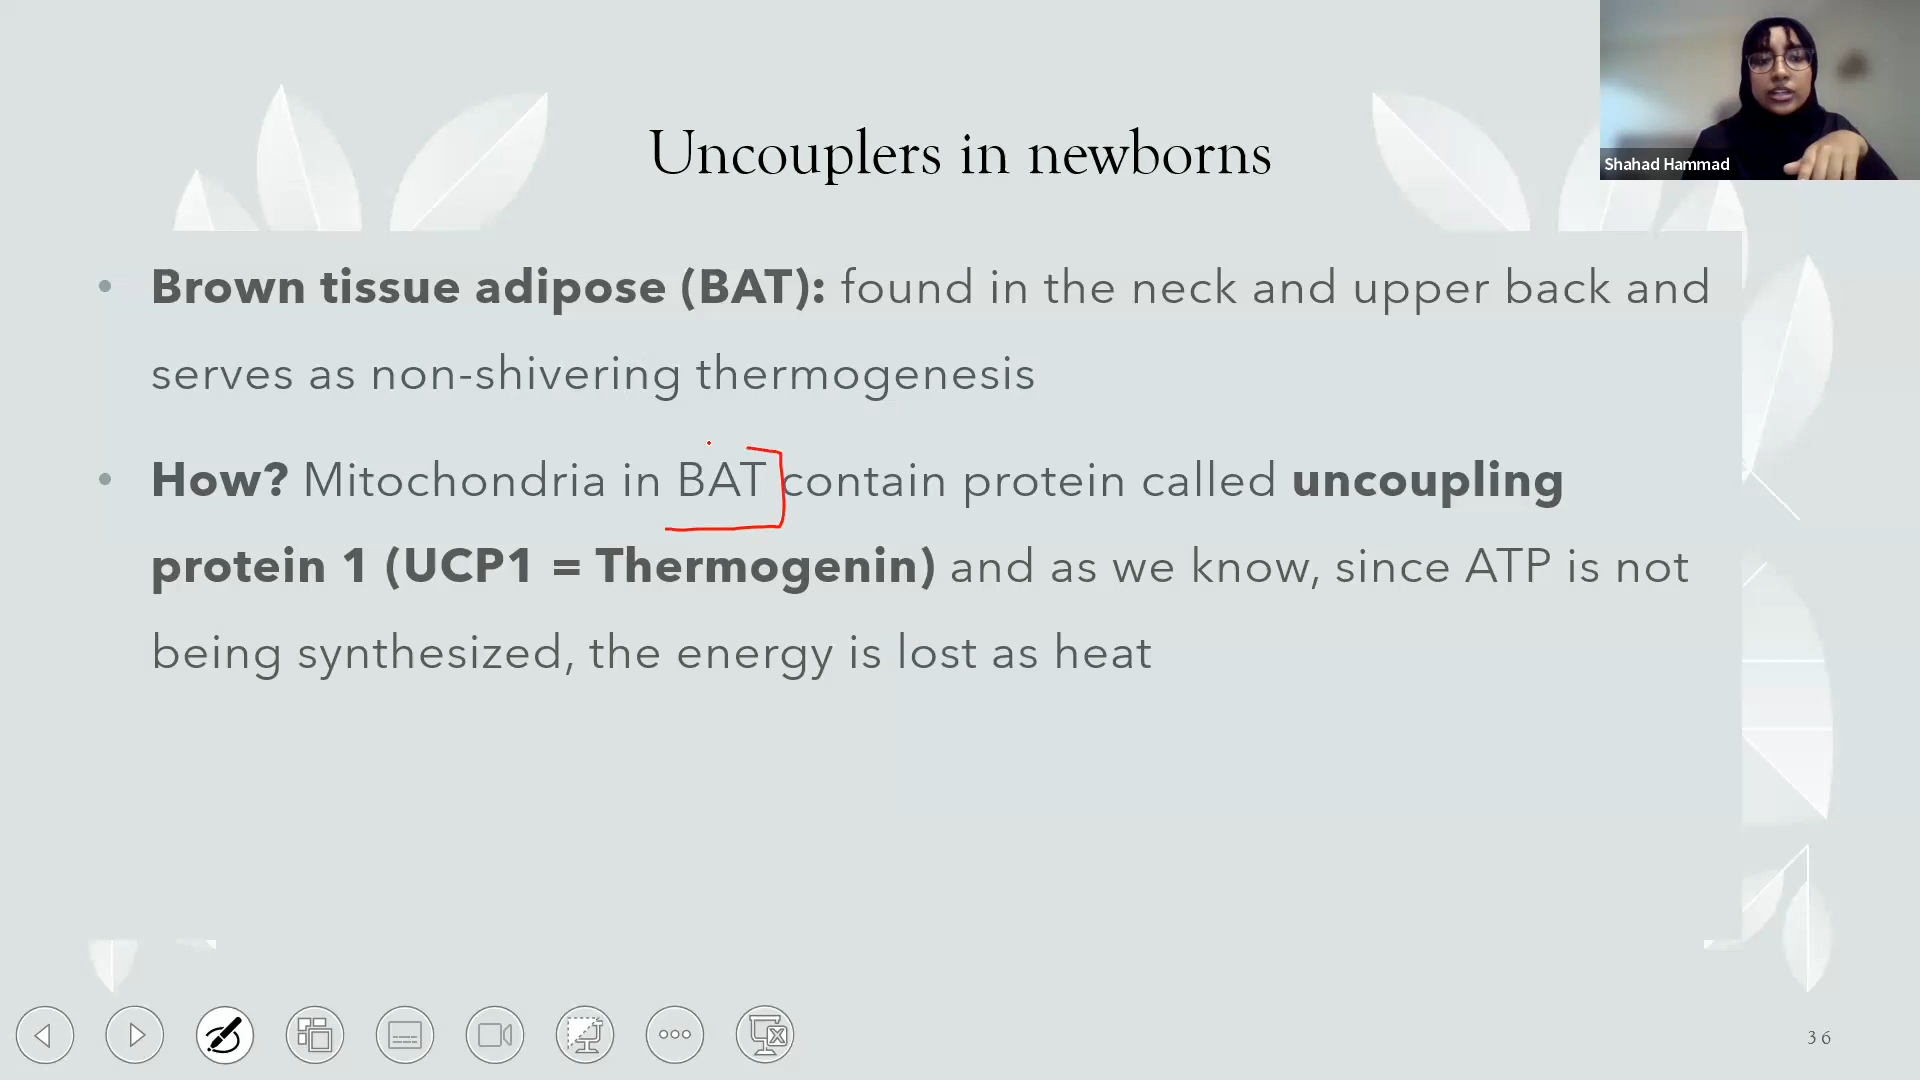 Shahad Hammad
Uncouplers in newborns
• Brown tissue adipose (BAT): found in the neck and upper back and
serves as non-shivering thermogenesis
• How? Mitochondria in BAT contain protein called uncoupling
protein 1 (UCP1 = Thermogenin) and as we know, since ATP is not
being synthesized, the energy is lost as heat
36